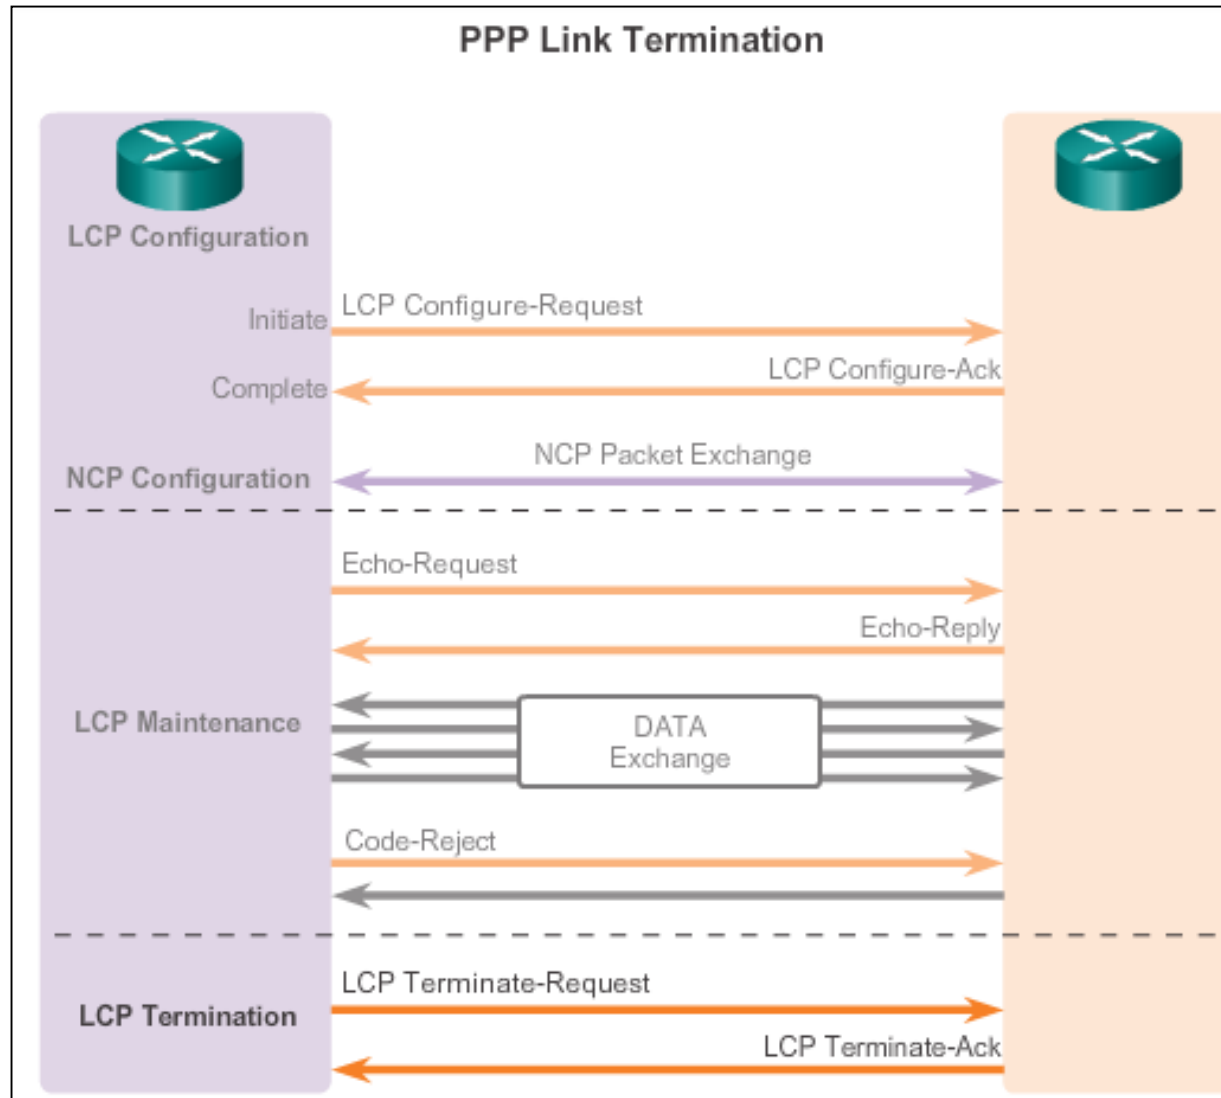 PPP Link Termination
LCP Configuration
Initiate
LCP Configure-Request
LCP Configure-Ack
Complete
NCP Packet Exchange
NCP Configuration
Echo-Request
Echo-Reply
LCP Maintenance
DATA
Exchange
Code-Reject
LCP Terminate-Request
LCP Termination
LCP Terminate-Ack